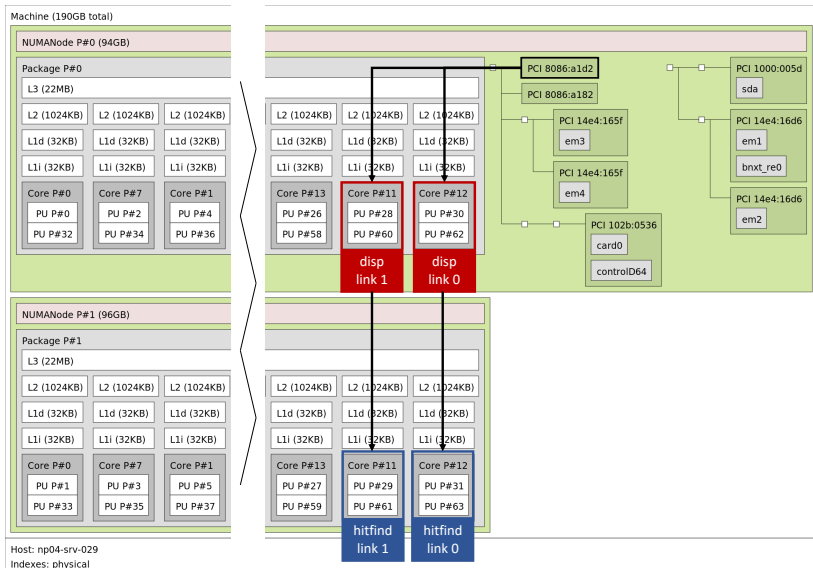 Machine (190GB total)
NUMANode P#0 (94GB)
Package P#0
L3 (22MB)
L2 (1024KB) L2 (1024KB) L2 (1024KB) L2 (1024KB) L2 (1024KB) L2 (1024KB)
L1d (32KB) L1d (32KB) L1d (32KB) L1d (32KB) L1d (32KB) L1d (32KB)
L1i (32KB) L1i (32KB) L1i (32KB) L1i (32KB) L1i (32KB) L1i (32KB)
Core P#0 Core P#7 Core P#1 Core P#13 Core P#11 Core P#12
PU P#0 PU P#2 PU P#4 PU P#26 PU P#28 PU P#30
PU P#32 PU P#34 PU P#36 PU P#58 PU P#60 PU P#62
disp
link 1
disp
link 0
PCI 8086:a1d2
PCI 8086:a182
PCI 14e4:165f
em3
PCI 14e4:165f
em4
PCI 102b:0536
card0
controlD64
PCI 1000:005d
sda
PCI 14e4:16d6
em1
bnxt_re0
PCI 14e4:16d6
em2
NUMANode P#1 (96GB)
Package P#1
L3 (22MB)
L2 (1024KB) L2 (1024KB) L2 (1024KB) L2 (1024KB) L2 (1024KB) L2 (1024KB)
L1d (32KB) L1d (32KB) L1d (32KB) L1d (32KB) L1d (32KB) L1d (32KB)
L1i (32KB) L1i (32KB) L1i (32KB) L1i (32KB) L1i (32KB) L1i (32KB)
Core P#0 Core P#7 Core P#1 Core P#13 Core P#11 Core P#12
PU P#1 PU P#3 PU P#5 PU P#27 PU P#29 PU P#31
PU P#33 PU P#35 PU P#37 PU P#59 PU P#61 PU P#63
hitfind
link 1
hitfind
link 0
Host: np04-srv-029
Indexes: physical